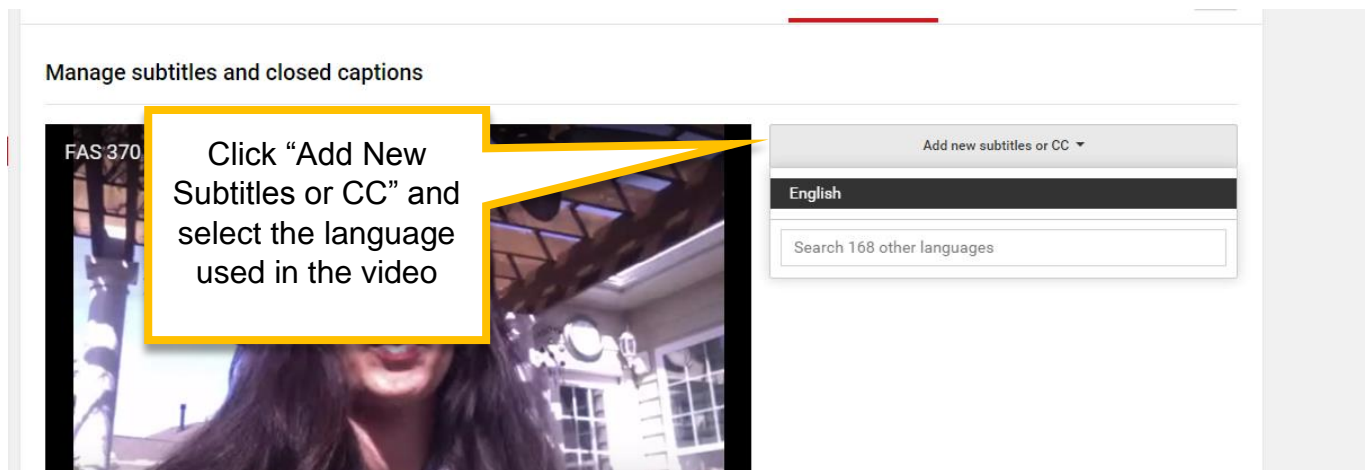 Manage subtitles and closed captions
FAS 370
Click “Add New
Subtitles or CC” and
select the language
used in the video
Add new subtitles or CC
English
Search 168 other languages